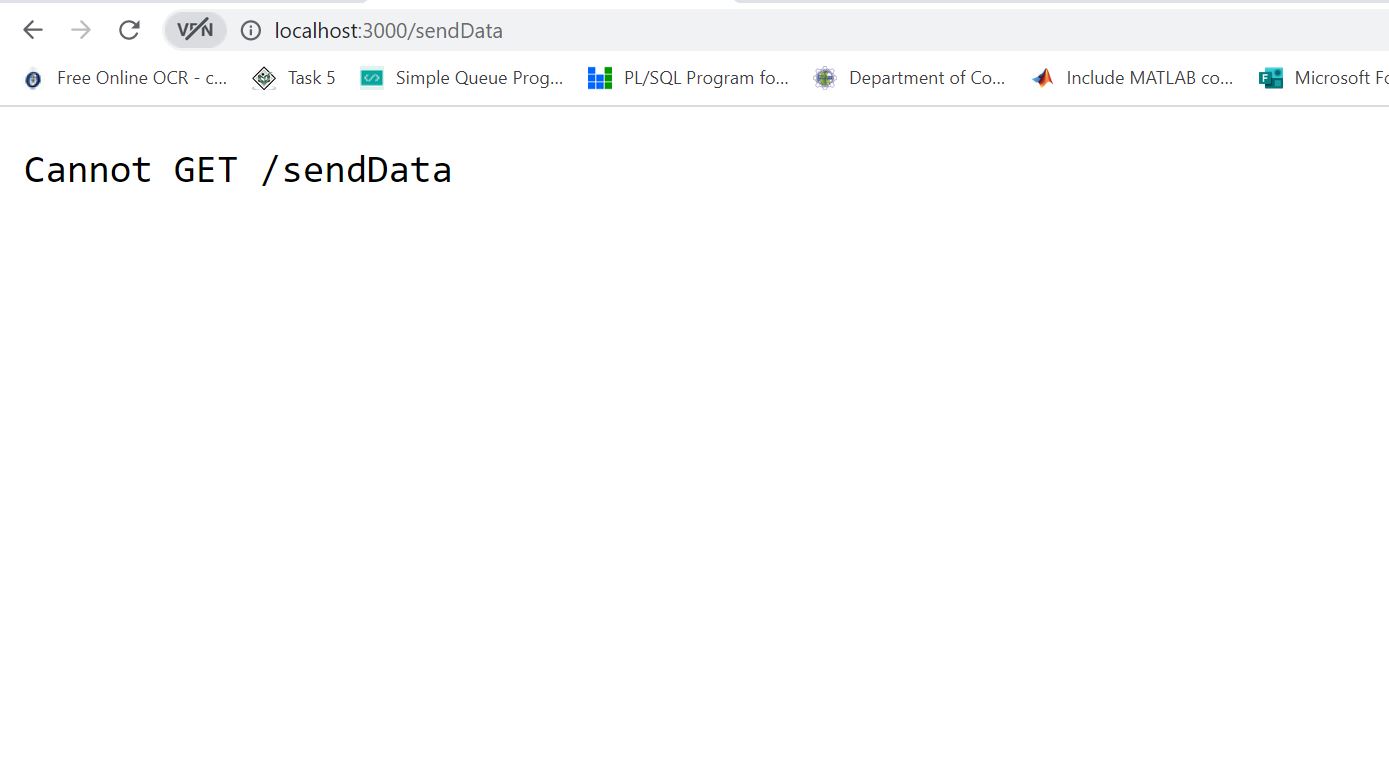 VPN localhost:3000/sendData
Free Online OCR - c... Task 5 Simple Queue Prog... PL/SQL Program fo... Department of Co... Include MATLAB co... Microsoft Fo
Cannot GET /sendData